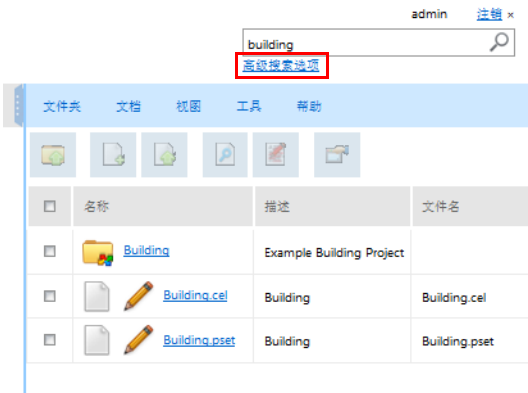 admin 注销 ×
building
高级搜索选项
文件夹 文档 视图 工具 帮助
名称 描述 文件名
Building Example Building Project
Building.cel Building Building.cel
Building.pset Building Building.pset